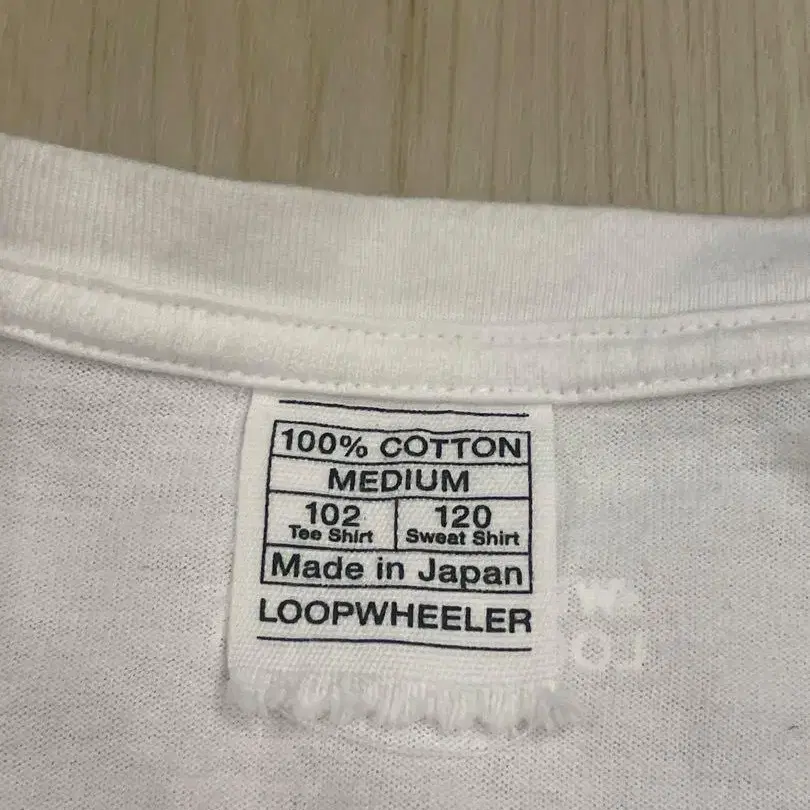 100% COTTON
MEDIUM
102 120
Tee Shirt Sweat Shirt
Made in Japan
LOOPWHEELER